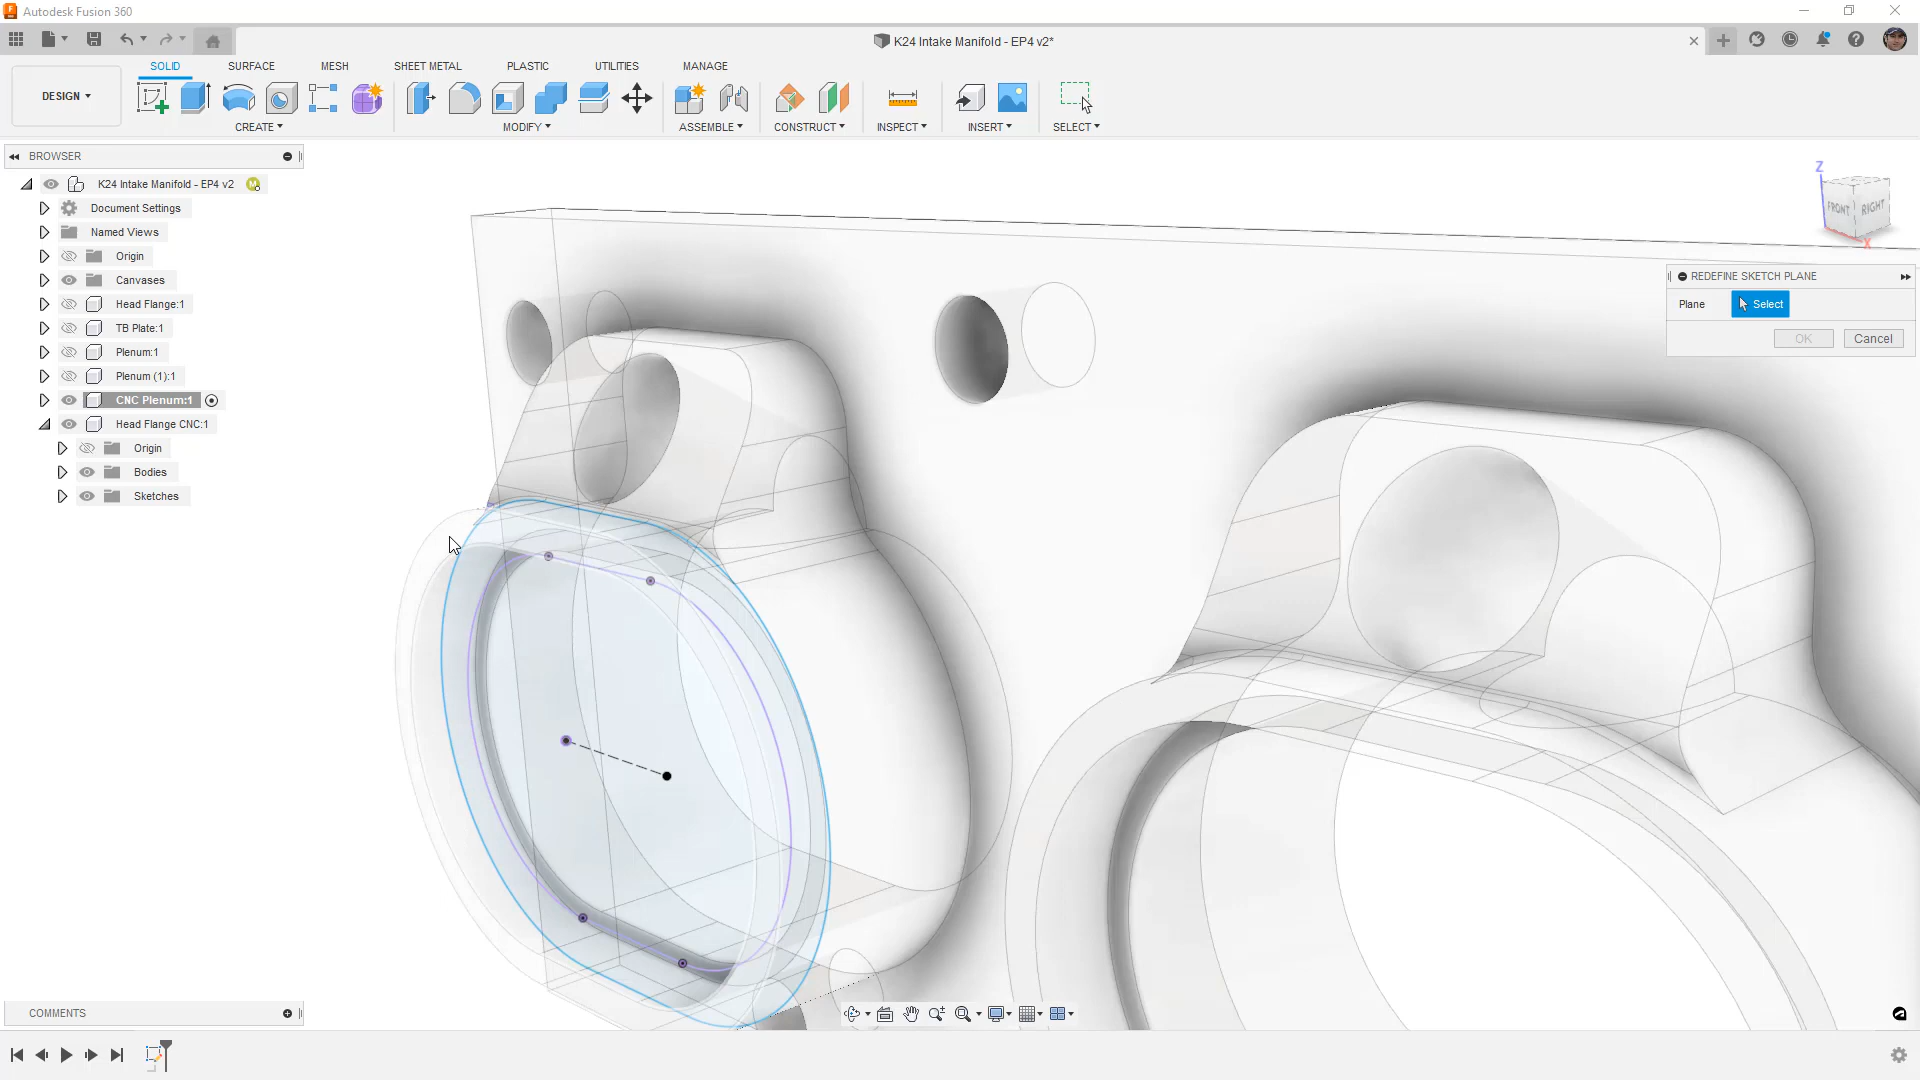 Autodesk Fusion 360
K24 Intake Manifold - EP4 v2*
DESIGN
SOLID
SURFACE
MESH
SHEET METAL
PLASTIC
UTILITIES
MANAGE
CREATE
MODIFY
ASSEMBLE
CONSTRUCT
INSPECT
INSERT
SELECT
BROWSER
K24 Intake Manifold - EP4 v2
Document Settings
Named Views
Origin
Canvases
Head Flange:1
TB Plate:1
Plenum:1
Plenum (1):1
CNC Plenum:1
Head Flange CNC:1
Origin
Bodies
Sketches
Z
FRONT
RIGHT
X
REDEFINE SKETCH PLANE
Plane
Select
OK
Cancel
COMMENTS